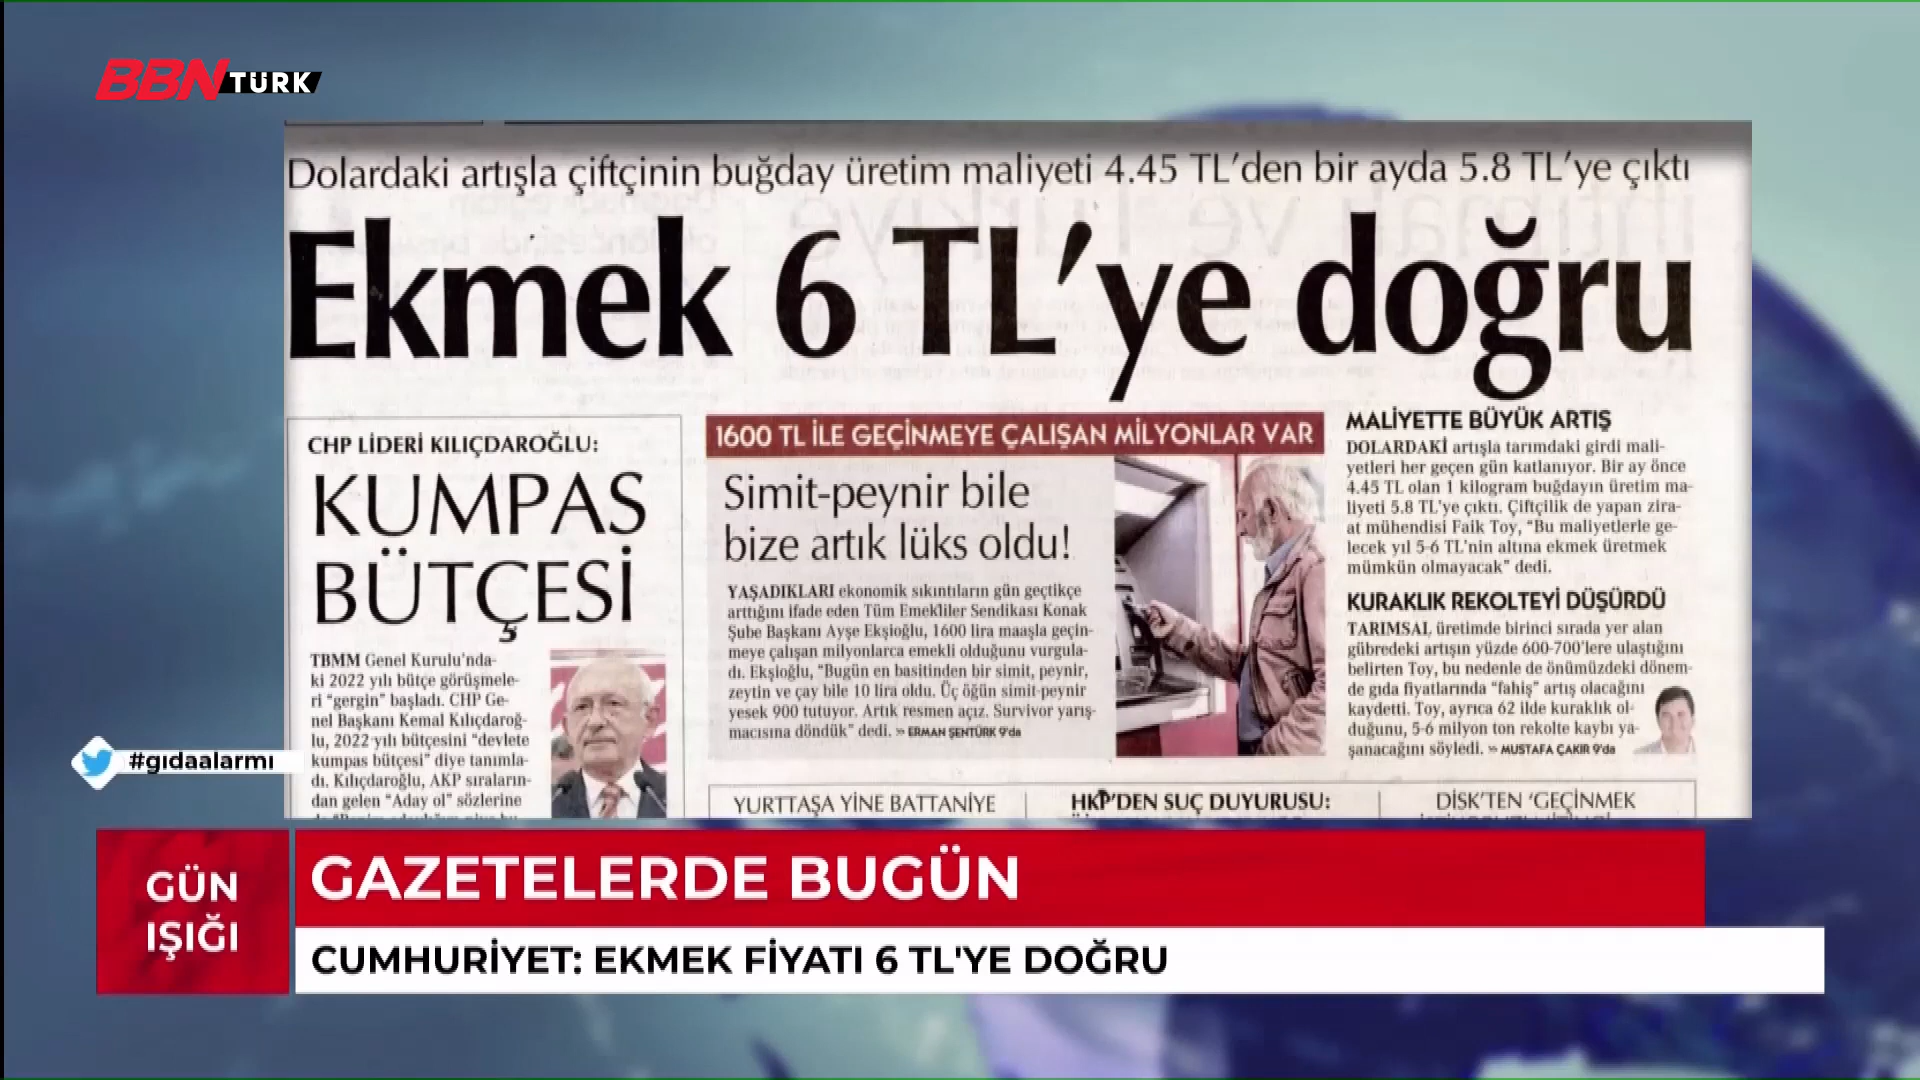 BBN TÜRK
Dolardaki artışla çiftçinin buğday üretim maliyeti 4.45 TL'den bir ayda 5.8 TL'ye çıktı
Ekmek 6 TL'ye doğru
CHP LİDERİ KILIÇDAROĞLU:
KUMPAS
BÜTÇESİ
TBMM Genel Kurulu'nda-
ki 2022 yılı bütçe görüşmele-
ri "gergin" başladı. CHP Ge-
nel Başkanı Kemal Kılıçdaroğ-
lu, 2022 yılı bütçesini "devlete
kumpas bütçesi" diye tanımla-
dı. Kılıçdaroğlu, AKP sıraların-
dan gelen "Aday ol" sözlerine
1600 TL İLE GEÇİNMEYE ÇALIŞAN MİLYONLAR VAR
Simit-peynir bile
bize artık lüks oldu!
YAŞADIKLARI ekonomik sıkıntıların gün geçtikçe
arttığını ifade eden Tüm Emekliler Sendikası Konak
Şube Başkanı Ayşe Ekşioğlu, 1600 lira maaşla geçin-
meye çalışan milyonlarca emekli olduğunu vurgula-
dı. Ekşioğlu, "Bugün en basitinden bir simit, peynir,
zeytin ve çay bile 10 lira oldu. Üç öğün simit-peynir
yesek 900 tutuyor. Artık resmen açız. Survivor yarış-
macısına döndük" dedi. » ERMAN ŞENTÜRK 9'da
MALİYETTE BÜYÜK ARTIŞ
DOLARDAKİ artışla tarımdaki girdi mali-
yetleri her geçen gün katlanıyor. Bir ay önce
4.45 TL olan 1 kilogram buğdayın üretim ma-
liyeti 5.8 TL'ye çıktı. Çiftçilik de yapan zira-
at mühendisi Faik Toy, "Bu maliyetlerle ge-
lecek yıl 5-6 TL'nin altına ekmek üretmek
mümkün olmayacak" dedi.
KURAKLIK REKOLTEYİ DÜŞÜRDÜ
TARIMSAL üretimde birinci sırada yer alan
gübredeki artışın yüzde 600-700'lere ulaştığını
belirten Toy, bu nedenle de önümüzdeki dönem-
de gıda fiyatlarında "fahiş" artış olacağını
kaydetti. Toy, ayrıca 62 ilde kuraklık ol-
duğunu, 5-6 milyon ton rekolte kaybı ya-
şanacağını söyledi. » MUSTAFA ÇAKIR 9'da
YURTTAŞA YİNE BATTANİYE
HKP'DEN SUÇ DUYURUSU:
DİSK'TEN 'GEÇİNMEK
#gıdaalarmı
GÜN
IŞIĞI
GAZETELERDE BUGÜN
CUMHURİYET: EKMEK FİYATI 6 TL'YE DOĞRU